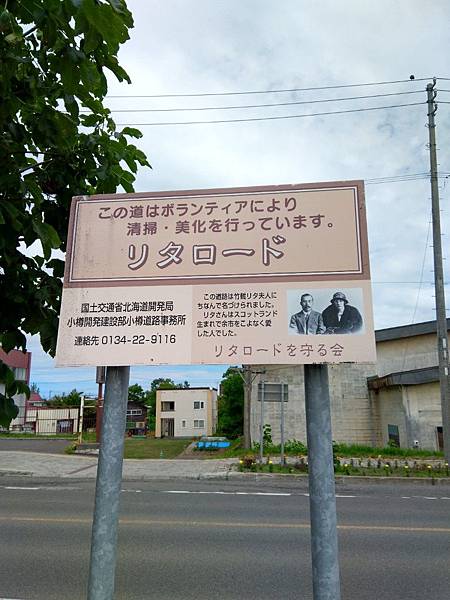 この道はボランティアにより
清掃・美化を行っています。
リタロード
国土交通省北海道開発局
小樽開発建設部小樽道路事務所
連絡先 0134-22-9116
この道路は竹鶴リタ夫人に
ちなんで名づけられました。
リタさんはスコットランド
生まれで余市をこよなく愛
した人でした。
リタロードを守る会